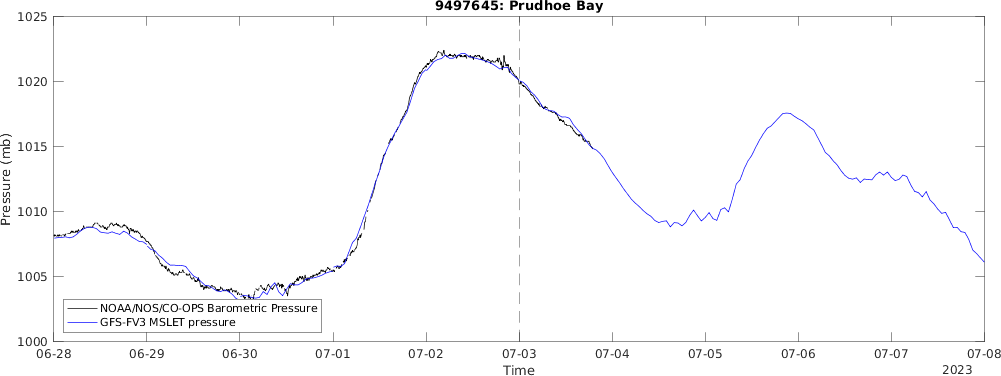 9497645: Prudhoe Bay
Pressure (mb)
1025
1020
1015
1010
1005
1000
NOAA/NOS/CO-OPS Barometric Pressure
GFS-FV3 MSLET pressure
06-28 06-29 06-30 07-01 07-02 07-03 07-04 07-05 07-06 07-07 07-08
Time
2023